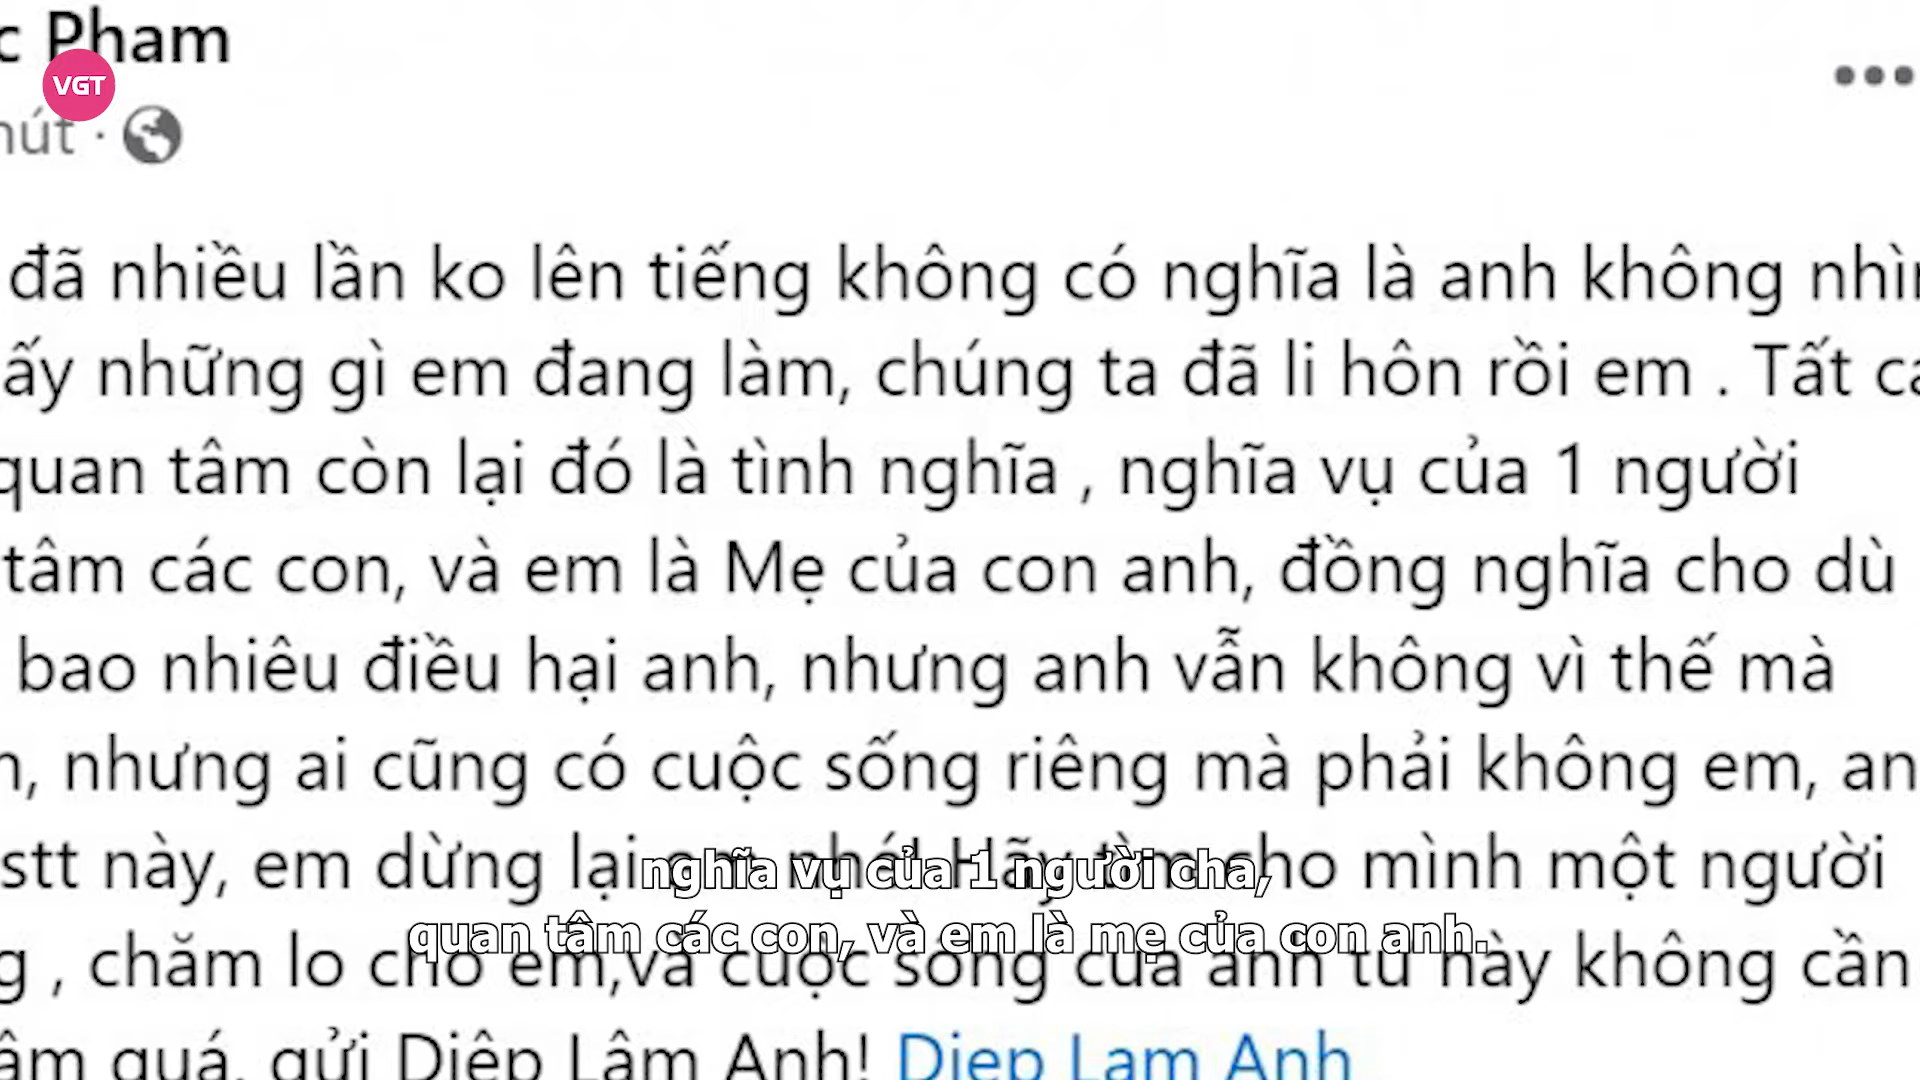 c Pham
VGT
hút ·
đã nhiều lần ko lên tiếng không có nghĩa là anh không nhìn
ấy những gì em đang làm, chúng ta đã li hôn rồi em . Tất cả
quan tâm còn lại đó là tình nghĩa , nghĩa vụ của 1 người
tâm các con, và em là Mẹ của con anh, đồng nghĩa cho dù
bao nhiêu điều hại anh, nhưng anh vẫn không vì thế mà
, nhưng ai cũng có cuộc sống riêng mà phải không em, an
stt này, em dừng lại cho mình một người
g , chăm lo cho em,và cuộc sống của anh từ này không cần
âm quá, gửi Diệp Lâm Anh! Diep Lam Anh
nghĩa vụ của 1 người cha,
quan tâm các con, và em là mẹ của con anh.